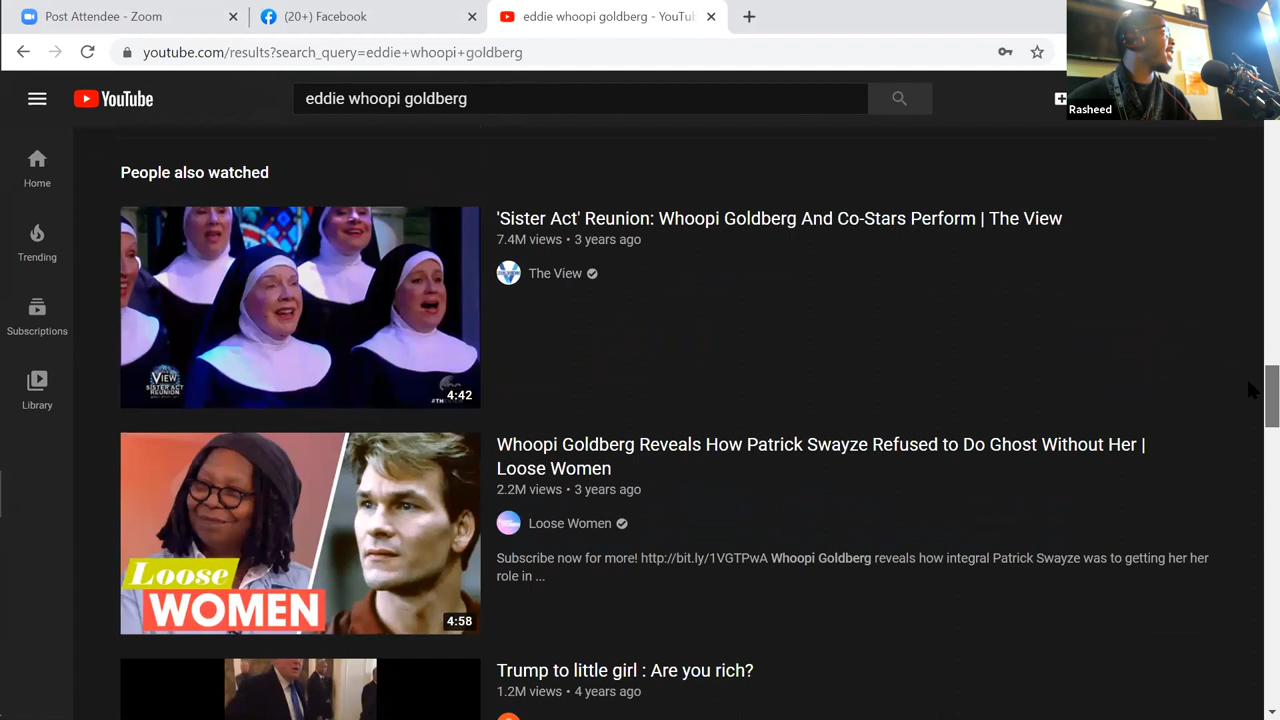 Post Attendee - Zoom
(20+) Facebook
eddie whoopi goldberg - YouTu
youtube.com/results?search_query=eddie+whoopi+goldberg
YouTube
eddie whoopi goldberg
Rasheed
Home
Trending
Subscriptions
Library
People also watched
'Sister Act' Reunion: Whoopi Goldberg And Co-Stars Perform | The View
7.4M views • 3 years ago
The View
VIEW
SISTER ACT
REUNION
4:42
Whoopi Goldberg Reveals How Patrick Swayze Refused to Do Ghost Without Her |
Loose Women
2.2M views • 3 years ago
Loose Women
Subscribe now for more! http://bit.ly/1VGTPwA Whoopi Goldberg reveals how integral Patrick Swayze was to getting her her
role in ...
Loose
WOMEN
4:58
Trump to little girl : Are you rich?
1.2M views • 4 years ago